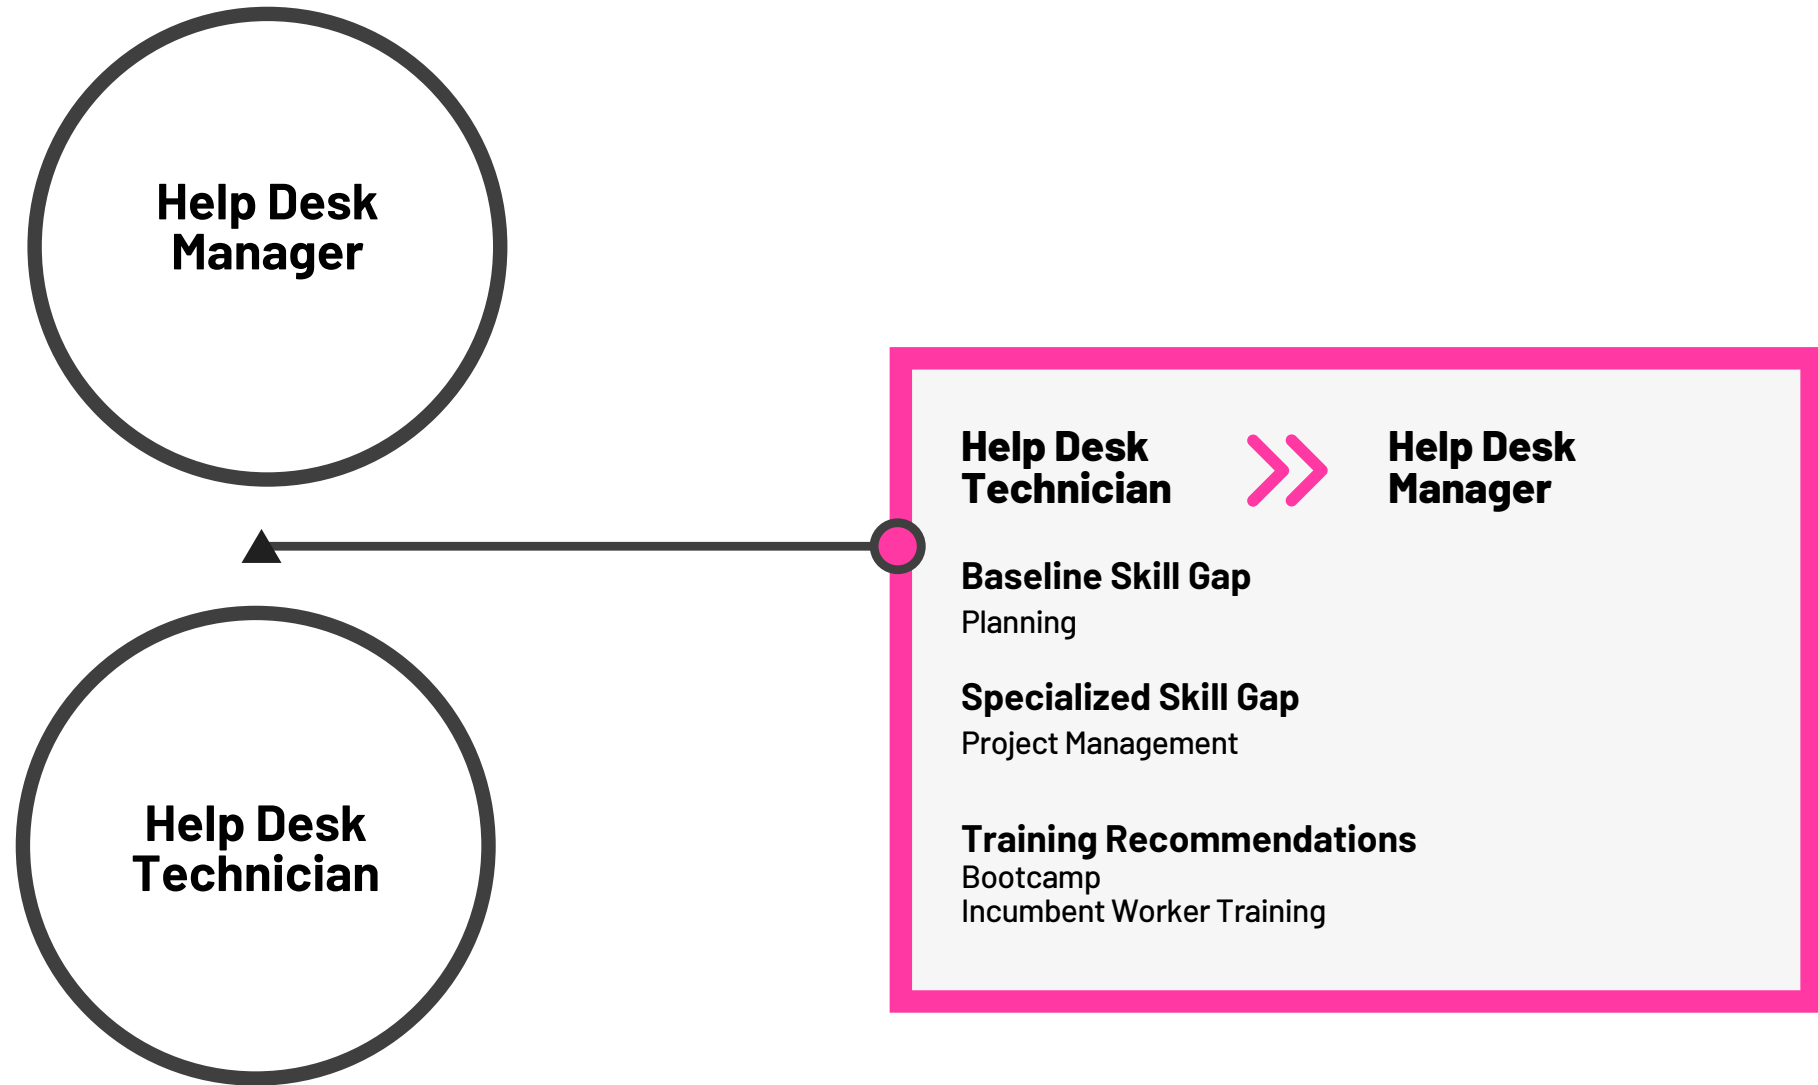 Help Desk
Manager
Help Desk
Technician
Help Desk
Technician
Help Desk
Manager
Baseline Skill Gap
Planning
Specialized Skill Gap
Project Management
Training Recommendations
Bootcamp
Incumbent Worker Training